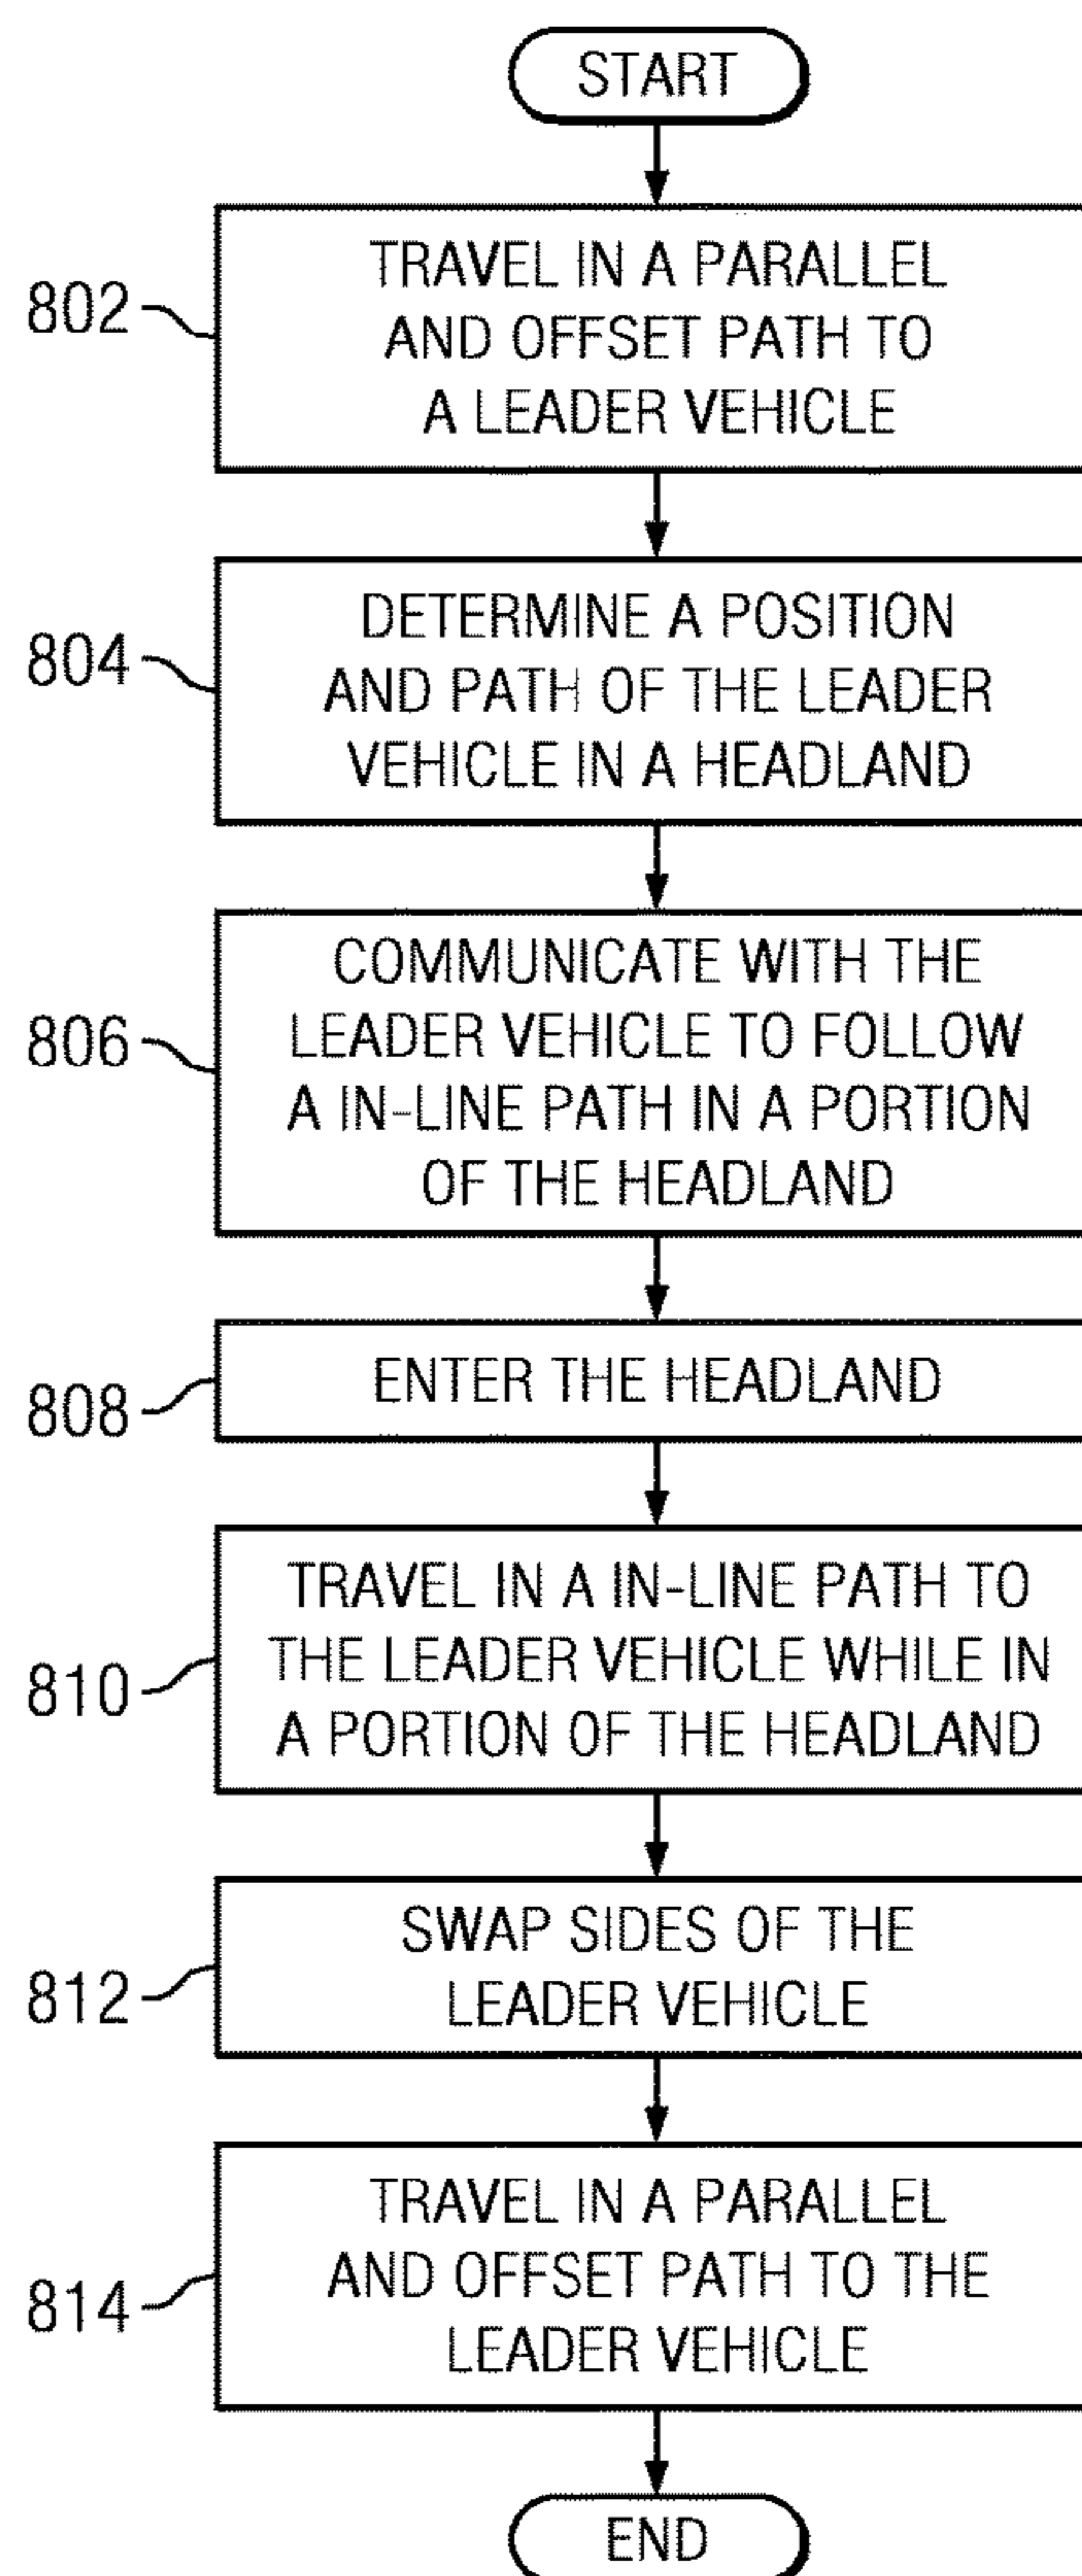 START
802
TRAVEL IN A PARALLEL
AND OFFSET PATH TO
A LEADER VEHICLE
804
DETERMINE A POSITION
AND PATH OF THE LEADER
VEHICLE IN A HEADLAND
806
COMMUNICATE WITH THE
LEADER VEHICLE TO FOLLOW
A IN-LINE PATH IN A PORTION
OF THE HEADLAND
808
ENTER THE HEADLAND
810
TRAVEL IN A IN-LINE PATH TO
THE LEADER VEHICLE WHILE IN
A PORTION OF THE HEADLAND
812
SWAP SIDES OF THE
LEADER VEHICLE
814
TRAVEL IN A PARALLEL
AND OFFSET PATH TO THE
LEADER VEHICLE
END